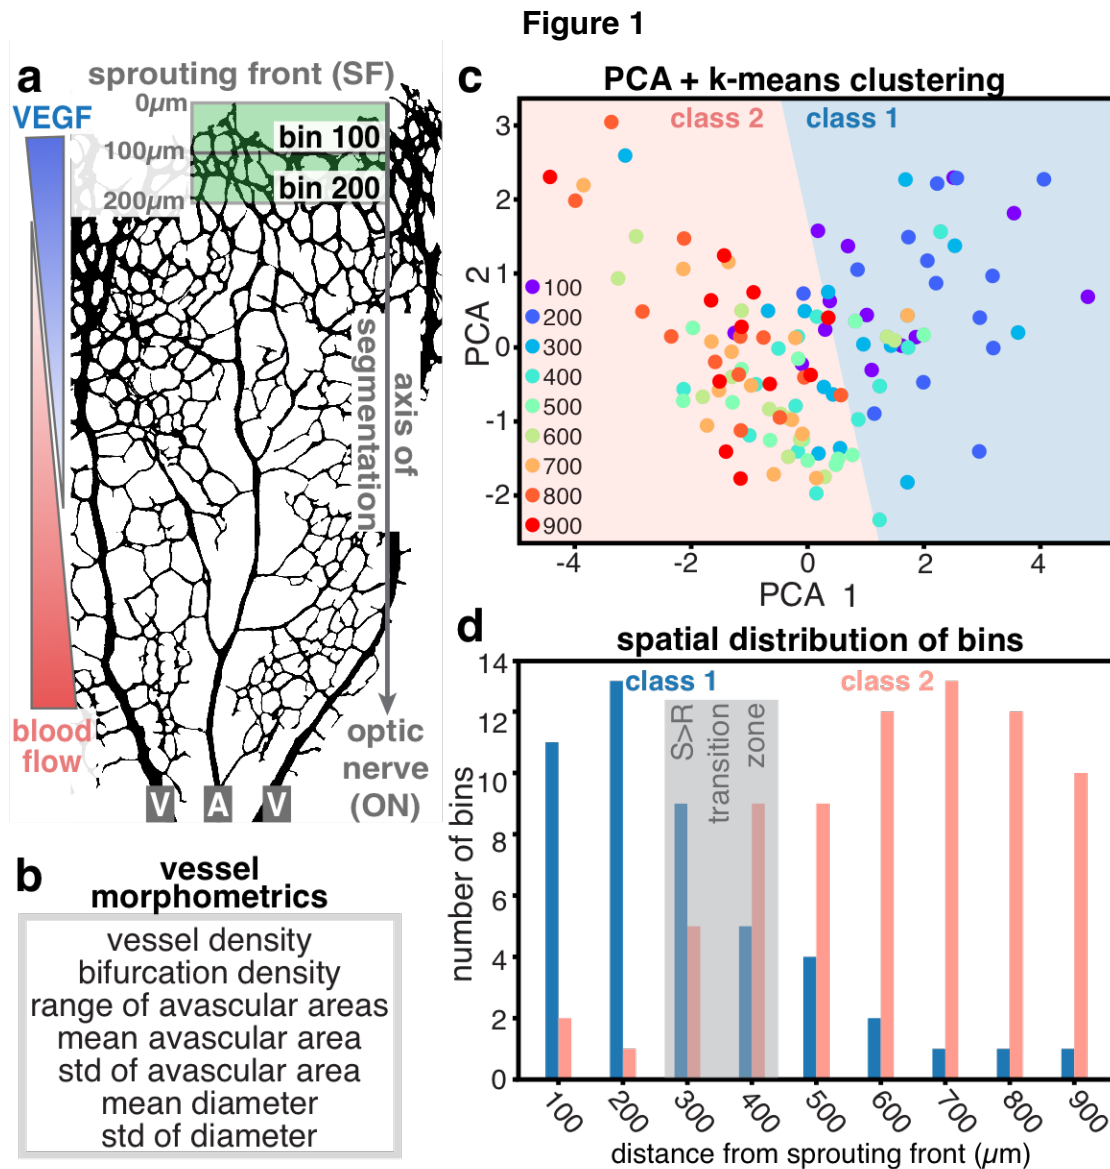 Figure 1
a
sprouting front (SF)
VEGF
0µm
100µm
200µm
bin 100
bin 200
axis of
segmentation
blood
flow
optic
nerve
(ON)
V
A
V
b
vessel
morphometrics
vessel density
bifurcation density
range of avascular areas
mean avascular area
std of avascular area
mean diameter
std of diameter
c
PCA + k-means clustering
class 2
class 1
3
2
1
0
-1
-2
PCA 2
100
200
300
400
500
600
700
800
900
-4
-2
0
2
4
PCA 1
d
spatial distribution of bins
class 1
class 2
S>R
transition
zone
14
12
10
8
6
4
2
0
number of bins
100
200
300
400
500
600
700
800
900
distance from sprouting front (µm)